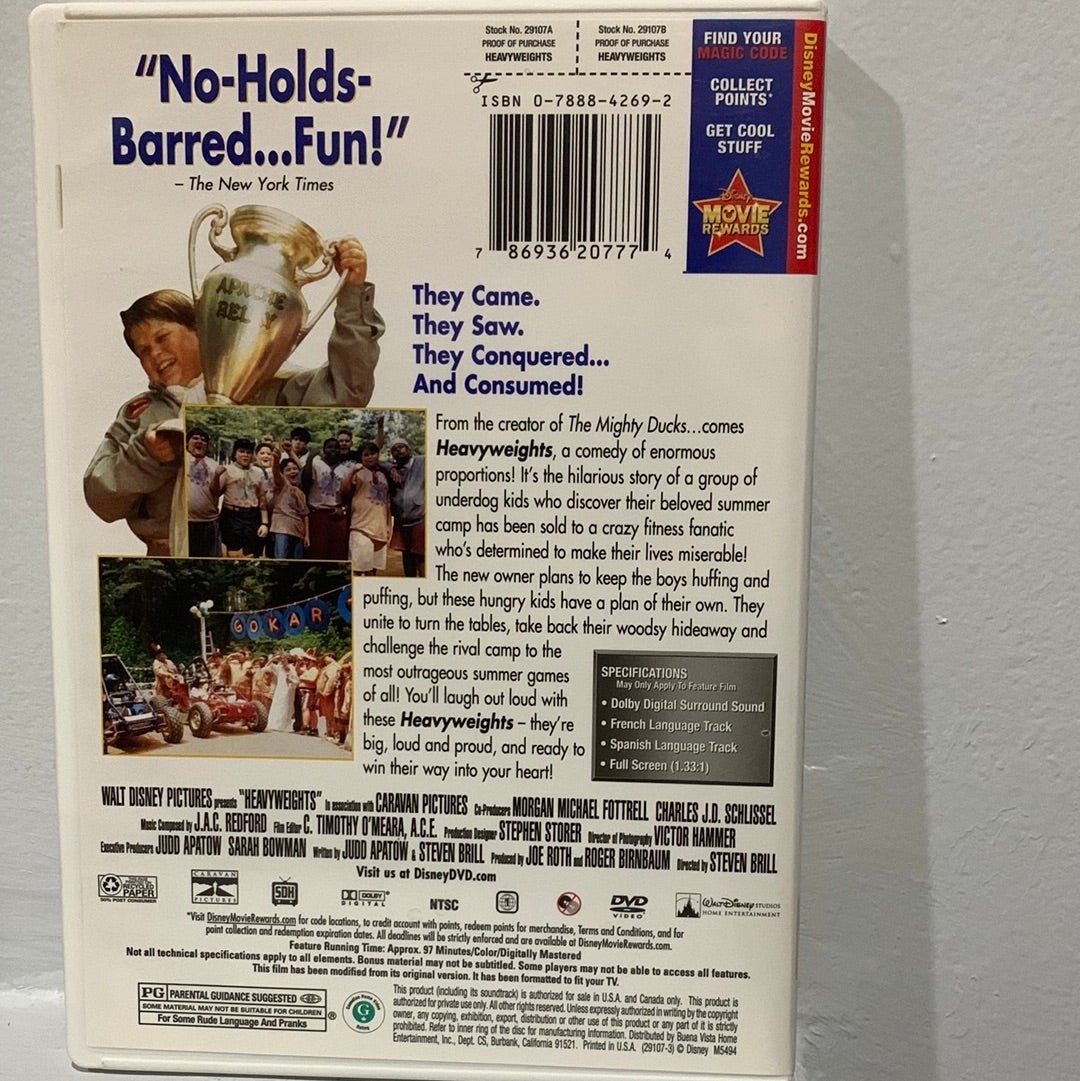 "No-Holds-
Barred...Fun!"
– The New York Times
Stock No. 29107A
PROOF OF PURCHASE
HEAVYWEIGHTS
Stock No. 29107B
PROOF OF PURCHASE
HEAVYWEIGHTS
ISBN 0-7888-4269-2
7 86936 20777 4
FIND YOUR
MAGIC CODE
COLLECT
POINTS*
GET COOL
STUFF
Disney
MOVIE
REWARDS
DisneyMovieRewards.com
APACHE
RELAY
They Came.
They Saw.
They Conquered...
And Consumed!
From the creator of The Mighty Ducks...comes
Heavyweights, a comedy of enormous
proportions! It's the hilarious story of a group of
underdog kids who discover their beloved summer
camp has been sold to a crazy fitness fanatic
who's determined to make their lives miserable!
The new owner plans to keep the boys huffing and
puffing, but these hungry kids have a plan of their own. They
unite to turn the tables, take back their woodsy hideaway and
challenge the rival camp to the
most outrageous summer games
of all! You'll laugh out loud with
these Heavyweights – they're
big, loud and proud, and ready to
win their way into your heart!
GO KAR
SPECIFICATIONS
May Only Apply To Feature Film
• Dolby Digital Surround Sound
• French Language Track
• Spanish Language Track
• Full Screen (1.33:1)
WALT DISNEY PICTURES presents "HEAVYWEIGHTS" In association with CARAVAN PICTURES Co-Producers MORGAN MICHAEL FOTTRELL CHARLES J.D. SCHLISSEL
Music Composed by J.A.C. REDFORD Film Editor C. TIMOTHY O'MEARA, A.C.E. Production Designer STEPHEN STORER Director of Photography VICTOR HAMMER
Executive Producers JUDD APATOW SARAH BOWMAN Written by JUDD APATOW & STEVEN BRILL Produced by JOE ROTH and ROGER BIRNBAUM Directed by STEVEN BRILL
Visit us at DisneyDVD.com
RECYCLED
PAPER
50% POST CONSUMER
CARAVAN
PICTURES
SDH
DOLBY
DIGITAL
NTSC
1
DVD
VIDEO
WALT DISNEY STUDIOS
HOME ENTERTAINMENT
*Visit DisneyMovieRewards.com for code locations, to credit account with points, redeem points for merchandise, Terms and Conditions, and for
point collection and redemption expiration dates. All deadlines will be strictly enforced and are available at DisneyMovieRewards.com.
Feature Running Time: Approx. 97 Minutes/Color/Digitally Mastered
Not all technical specifications apply to all elements. Bonus material may not be subtitled. Some players may not be able to access all features.
This film has been modified from its original version. It has been formatted to fit your TV.
PG PARENTAL GUIDANCE SUGGESTED
SOME MATERIAL MAY NOT BE SUITABLE FOR CHILDREN
For Some Rude Language And Pranks
®
G
This product (including its soundtrack) is authorized for sale in U.S.A. and Canada only. This product is
authorized for private use only. All other rights reserved. Unless expressly authorized in writing by the copyright
owner, any copying, exhibition, export, distribution or other use of this product or any part of it is strictly
prohibited. Refer to inner ring of the disc for manufacturing information. Distributed by Buena Vista Home
Entertainment, Inc., Dept. CS, Burbank, California 91521. Printed in U.S.A. (29107-3) © Disney M5494